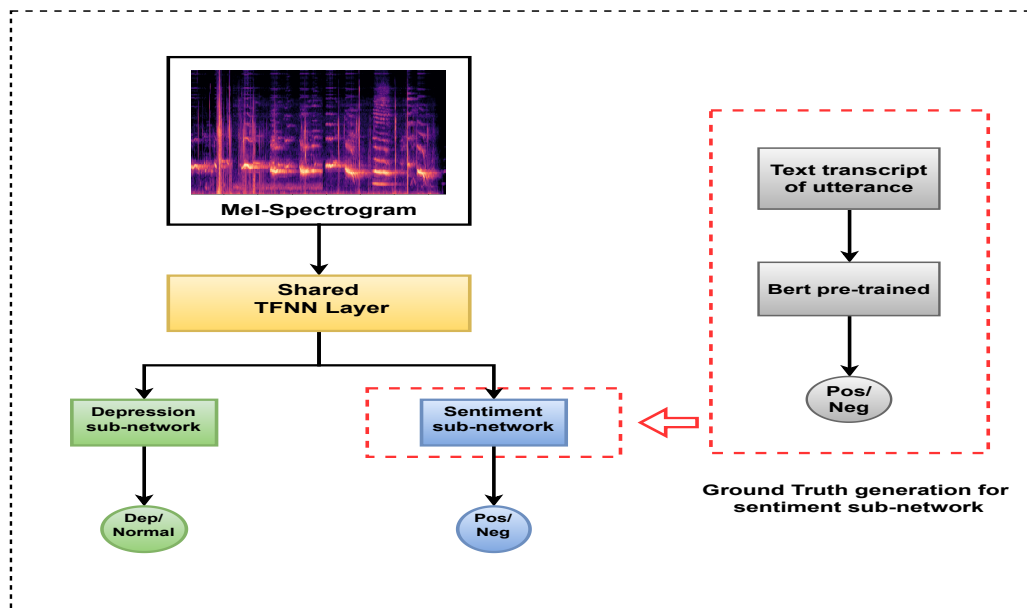 Mel-Spectrogram
Shared
TFNN Layer
Depression
sub-network
Sentiment
sub-network
Dep/
Normal
Pos/
Neg
Text transcript
of utterance
Bert pre-trained
Pos/
Neg
Ground Truth generation for
sentiment sub-network